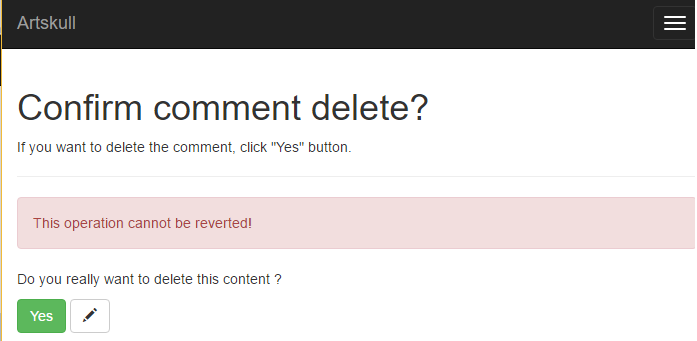 Artskull
Confirm comment delete?
If you want to delete the comment, click "Yes" button.
This operation cannot be reverted!
Do you really want to delete this content ?
Yes